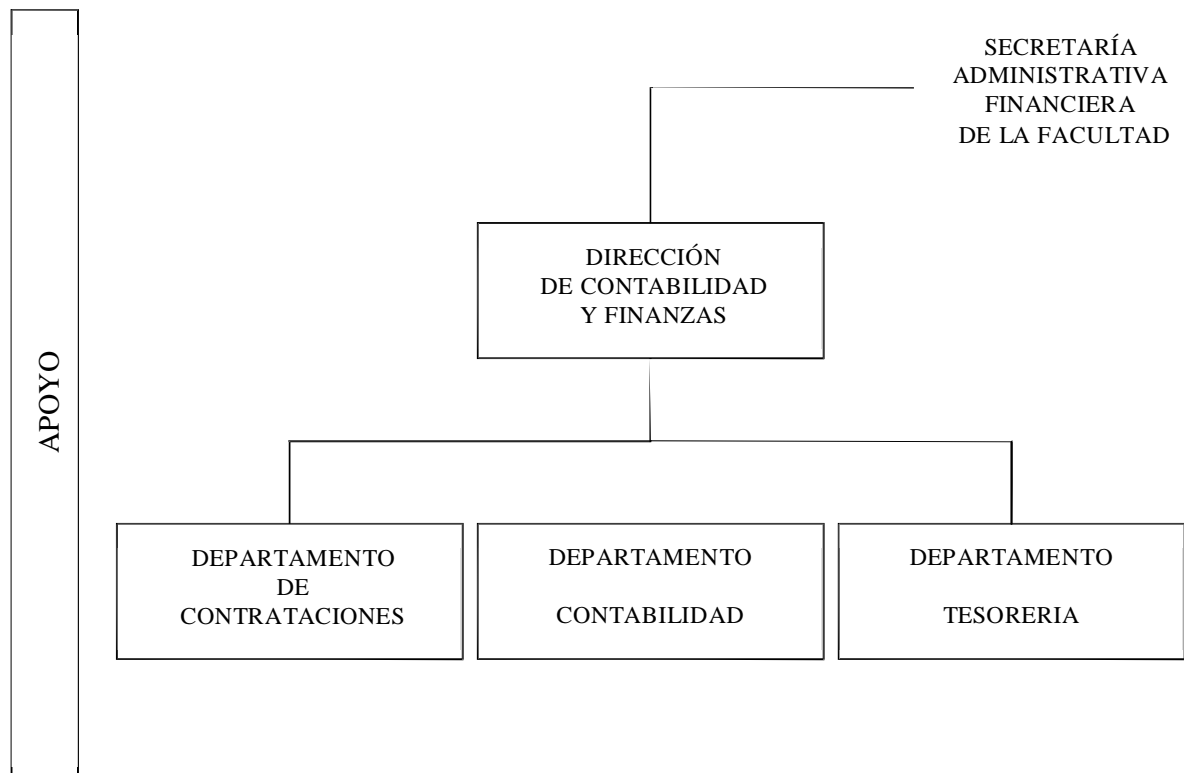 APOYO
SECRETARÍA
ADMINISTRATIVA
FINANCIERA
DE LA FACULTAD
DIRECCIÓN
DE CONTABILIDAD
Y FINANZAS
DEPARTAMENTO
DE
CONTRATACIONES
DEPARTAMENTO
CONTABILIDAD
DEPARTAMENTO
TESORERIA